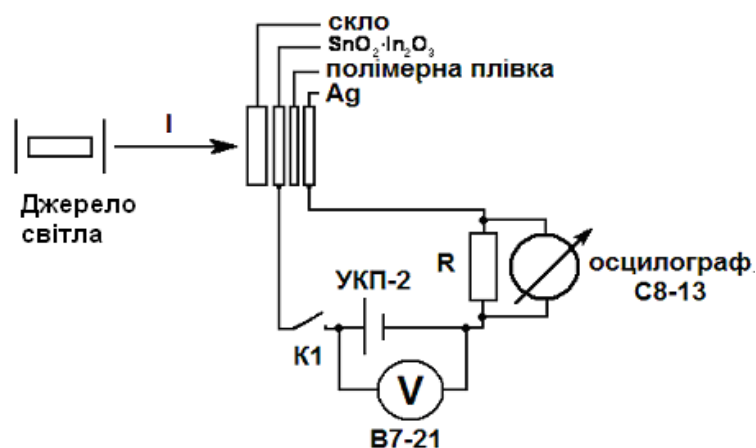 скло
SnO₂·In₂O₃
полімерна плівка
Ag
I
Джерело
світла
R
осцилограф
С8-13
УКП-2
К1
V
В7-21